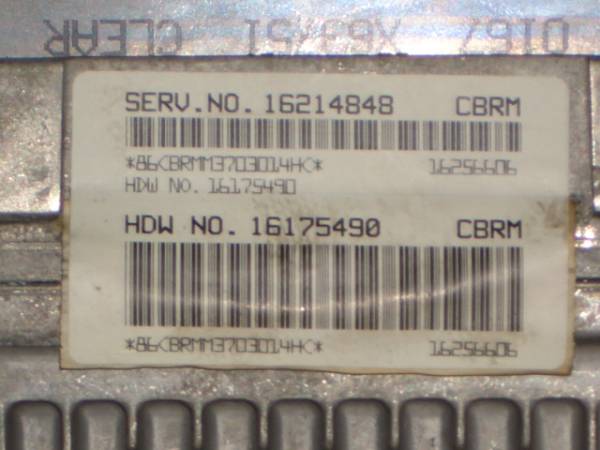 SERV.NO. 16214848 CBRM
*86CBRMM3703014HC* 16256606
HDW NO. 16175490
HDW NO. 16175490 CBRM
*86CBRMM3703014HC* 16256606